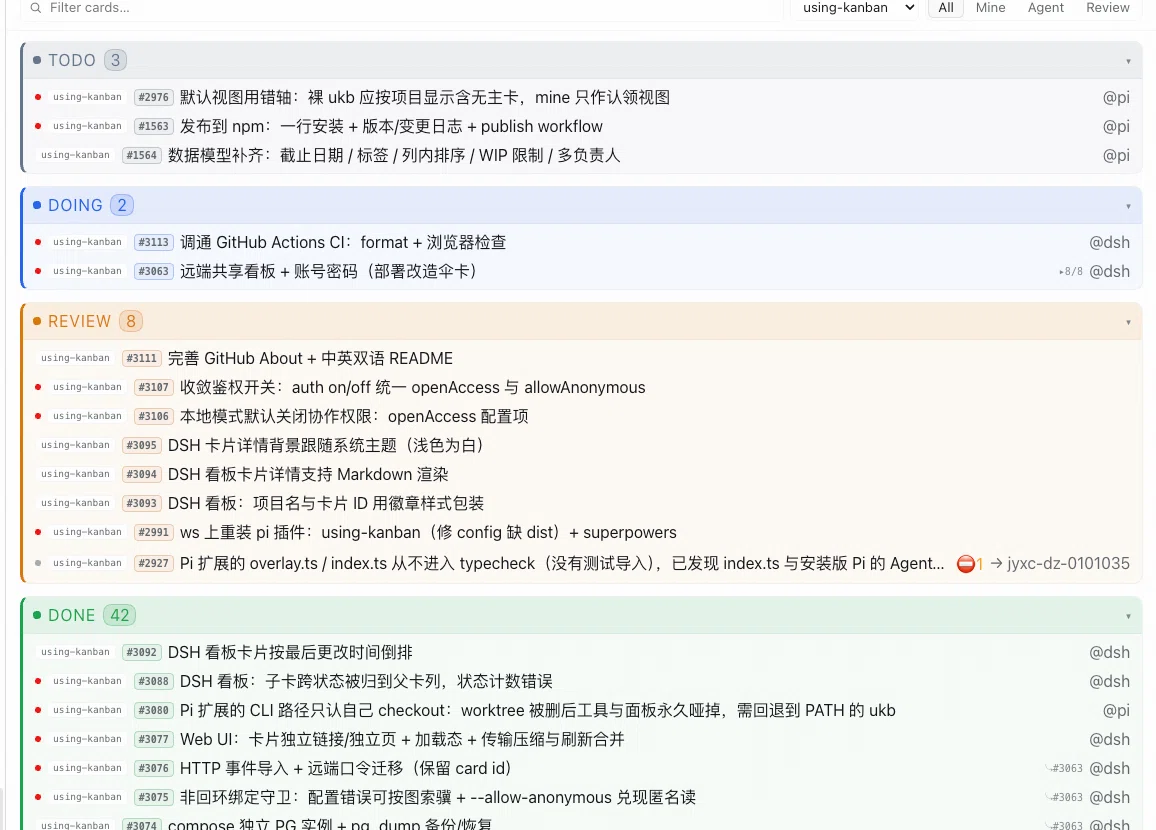 Filter cards...
using-kanban All Mine Agent Review
TODO 3
using-kanban #2976 默认视图用错轴：裸 ukb 应按项目显示含无主卡，mine 只作认领视图 @pi
using-kanban #1563 发布到 npm：一行安装 + 版本/变更日志 + publish workflow @pi
using-kanban #1564 数据模型补齐：截止日期 / 标签 / 列内排序 / WIP 限制 / 多负责人 @pi
DOING 2
using-kanban #3113 调通 GitHub Actions CI：format + 浏览器检查 @dsh
using-kanban #3063 远端共享看板 + 账号密码（部署改造伞卡） ▸8/8 @dsh
REVIEW 8
using-kanban #3111 完善 GitHub About + 中英双语 README
using-kanban #3107 收敛鉴权开关：auth on/off 统一 openAccess 与 allowAnonymous
using-kanban #3106 本地模式默认关闭协作权限：openAccess 配置项
using-kanban #3095 DSH 卡片详情背景跟随系统主题（浅色为白）
using-kanban #3094 DSH 看板卡片详情支持 Markdown 渲染
using-kanban #3093 DSH 看板：项目名与卡片 ID 用徽章样式包装
using-kanban #2991 ws 上重装 pi 插件：using-kanban（修 config 缺 dist）+ superpowers
using-kanban #2927 Pi 扩展的 overlay.ts / index.ts 从不进入 typecheck（没有测试导入），已发现 index.ts 与安装版 Pi 的 Agent... ⛔1 → jyxc-dz-0101035
DONE 42
using-kanban #3092 DSH 看板卡片按最后更改时间倒排 @dsh
using-kanban #3088 DSH 看板：子卡跨状态被归到父卡列，状态计数错误 @dsh
using-kanban #3080 Pi 扩展的 CLI 路径只认自己 checkout：worktree 被删后工具与面板永久哑掉，需回退到 PATH 的 ukb @pi
using-kanban #3077 Web UI：卡片独立链接/独立页 + 加载态 + 传输压缩与刷新合并 @dsh
using-kanban #3076 HTTP 事件导入 + 远端口令迁移（保留 card id） ⤷#3063 @dsh
using-kanban #3075 非回环绑定守卫：配置错误可按图索骥 + --allow-anonymous 兑现匿名读 ⤷#3063 @dsh
using-kanban #3074 compose 独立 PG 实例 + pg_dump 备份/恢复 ⤷#3063 @dsh